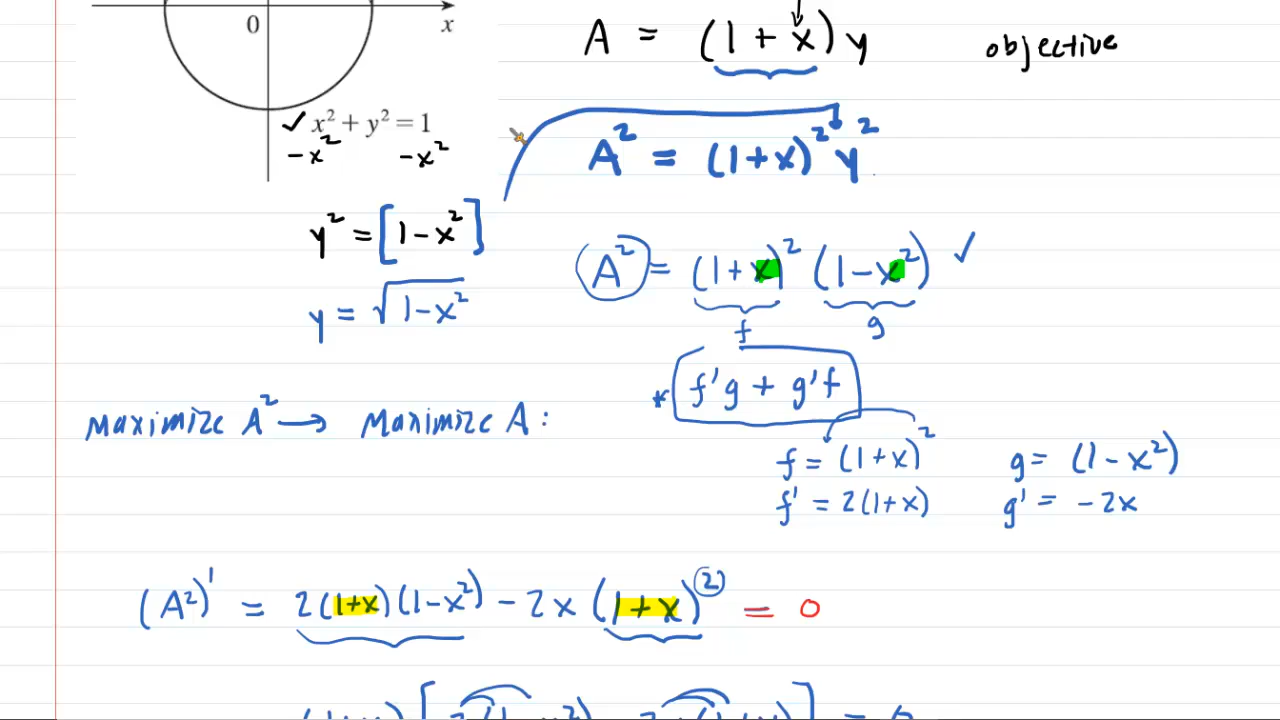 0 x
A = (1 + x) y objective
✓ x² + y² = 1
-x² -x²
A² = (1+x)² y²
y² = [1-x²]
A² = (1+x)² (1-x²) ✓
f g
y = √1-x²
* f'g + g'f
Maximize A² → Maximize A:
f = (1+x)² g = (1-x²)
f' = 2(1+x) g' = -2x
(A²)' = 2(1+x)(1-x²) - 2x(1+x)² = 0